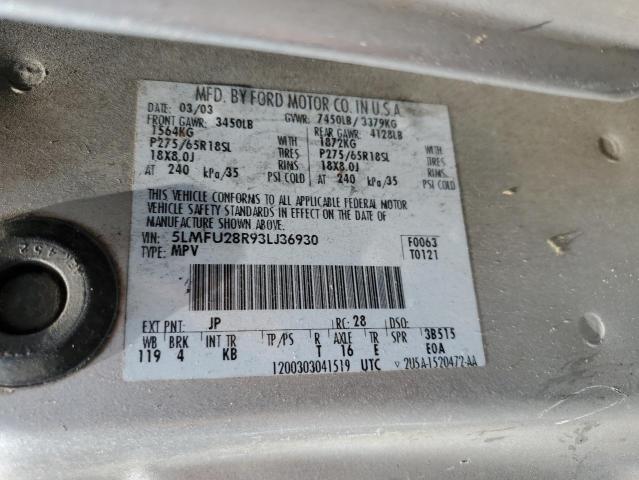 MFD. BY FORD MOTOR CO. IN U.S.A.
DATE: 03/03 GVWR: 7450LB/ 3379KG
FRONT GAWR: 3450LB REAR GAWR: 4128LB
1564KG WITH 1872KG WITH
P275/65R18SL TIRES P275/65R18SL TIRES
18X8.0J RIMS 18X8.0J RIMS
AT 240 kPa/35 PSI COLD AT 240 kPa/35 PSI COLD
THIS VEHICLE CONFORMS TO ALL APPLICABLE FEDERAL MOTOR
VEHICLE SAFETY STANDARDS IN EFFECT ON THE DATE OF
MANUFACTURE SHOWN ABOVE.
VIN: 5LMFU28R93LJ36930 F0063
TYPE: MPV T0121
EXT PNT: JP RC: 28 DSO:
WB BRK INT TR TP/PS R AXLE TR SPR 3B515
119 4 KB T 16 E E0A
1200303041519 UTC 2U5A-1520472-AA
452